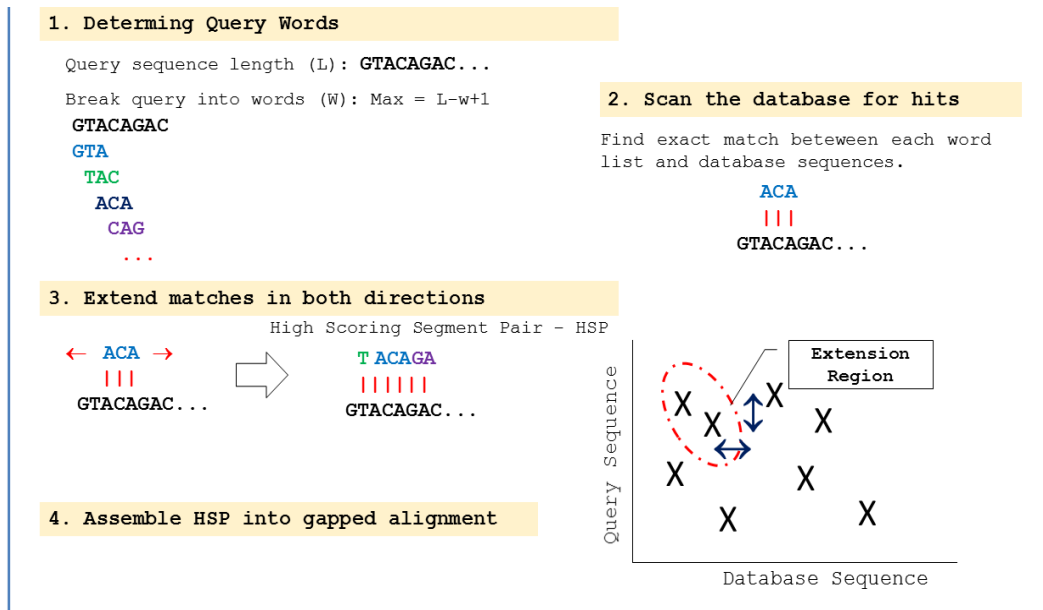 1. Determing Query Words
Query sequence length (L): GTACAGAC...
Break query into words (W): Max = L-w+1
GTACAGAC
GTA
TAC
ACA
CAG
...
2. Scan the database for hits
Find exact match beteween each word
list and database sequences.
ACA
|||
GTACAGAC...
3. Extend matches in both directions
High Scoring Segment Pair - HSP
← ACA →
|||
GTACAGAC...
T ACAGA
||||||
GTACAGAC...
Extension
Region
X
X
X
X
X
X
X
X
Query Sequence
Database Sequence
4. Assemble HSP into gapped alignment